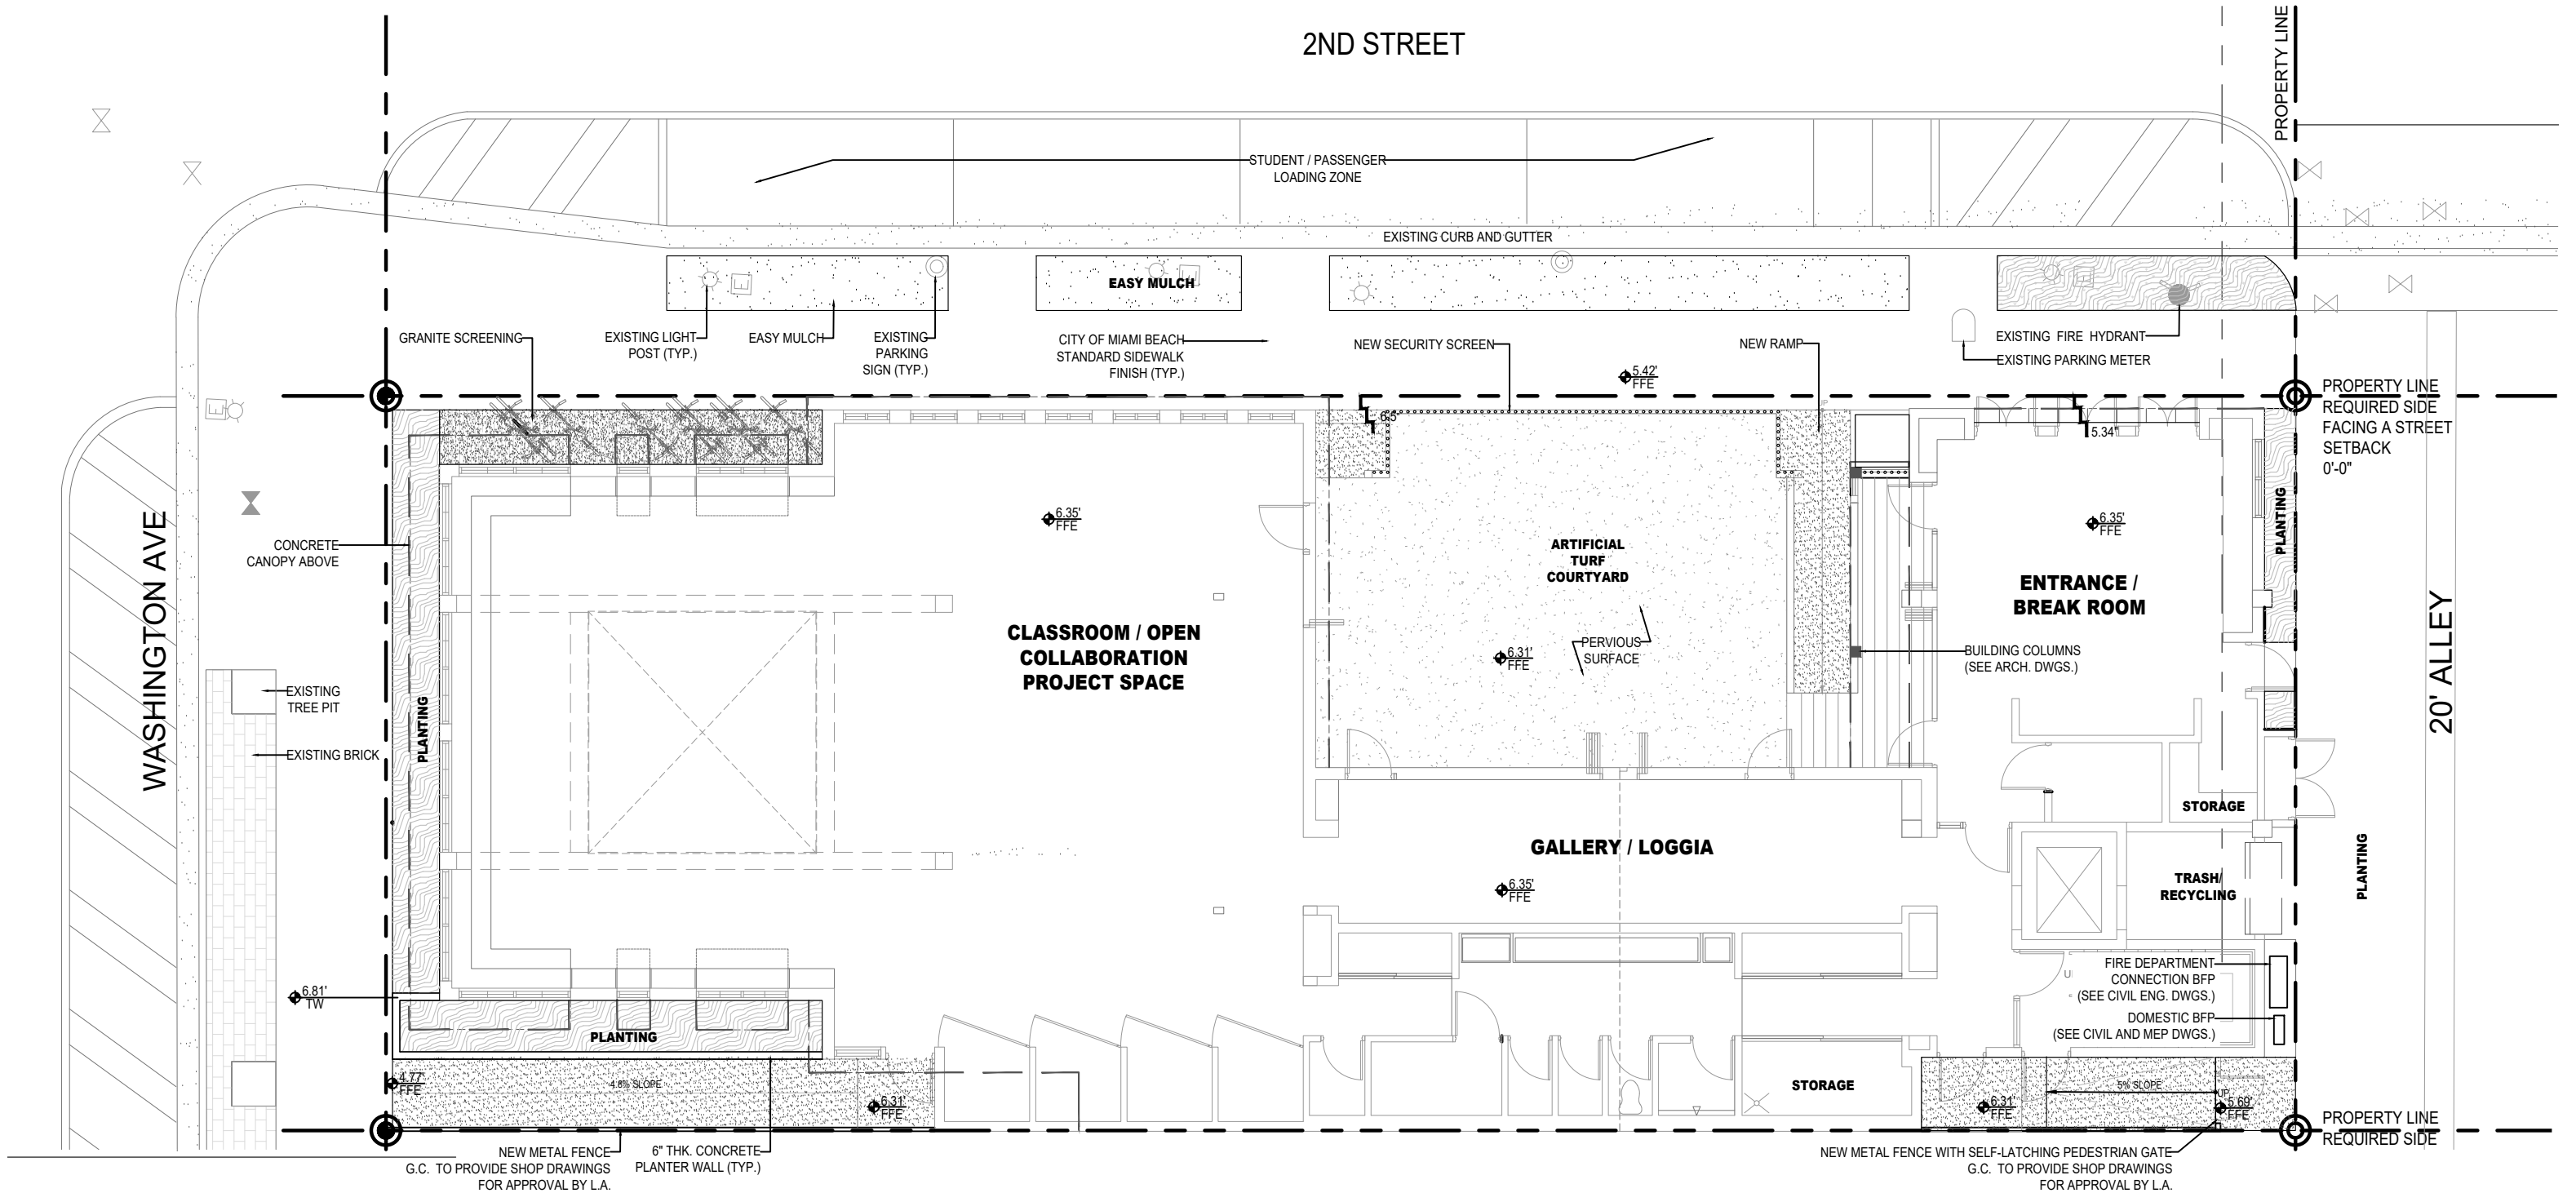 2ND STREET
PROPERTY LINE
STUDENT / PASSENGER
LOADING ZONE
EXISTING CURB AND GUTTER
E
EASY MULCH
E
E
GRANITE SCREENING
EXISTING LIGHT
POST (TYP.)
EASY MULCH
EXISTING
PARKING
SIGN (TYP.)
CITY OF MIAMI BEACH
STANDARD SIDEWALK
FINISH (TYP.)
NEW SECURITY SCREEN
NEW RAMP
EXISTING FIRE HYDRANT
EXISTING PARKING METER
5.42'
FFE
PROPERTY LINE
REQUIRED SIDE
FACING A STREET
SETBACK
0'-0"
E
6.5"
5.34"
6.35'
FFE
6.35'
FFE
PLANTING
WASHINGTON AVE
CONCRETE
CANOPY ABOVE
ARTIFICIAL
TURF
COURTYARD
ENTRANCE /
BREAK ROOM
CLASSROOM / OPEN
COLLABORATION
PROJECT SPACE
6.31'
FFE
PERVIOUS
SURFACE
BUILDING COLUMNS
(SEE ARCH. DWGS.)
20' ALLEY
EXISTING
TREE PIT
PLANTING
EXISTING BRICK
STORAGE
GALLERY / LOGGIA
PLANTING
6.35'
FFE
TRASH/
RECYCLING
FIRE DEPARTMENT
CONNECTION BFP
(SEE CIVIL ENG. DWGS.)
DOMESTIC BFP
(SEE CIVIL AND MEP DWGS.)
6.81'
TW
PLANTING
4.77'
FFE
4.8% SLOPE
6.31'
FFE
STORAGE
5% SLOPE
UP
6.31'
FFE
5.69'
FFE
PROPERTY LINE
REQUIRED SIDE
NEW METAL FENCE
G.C. TO PROVIDE SHOP DRAWINGS
FOR APPROVAL BY L.A.
6" THK. CONCRETE
PLANTER WALL (TYP.)
NEW METAL FENCE WITH SELF-LATCHING PEDESTRIAN GATE
G.C. TO PROVIDE SHOP DRAWINGS
FOR APPROVAL BY L.A.